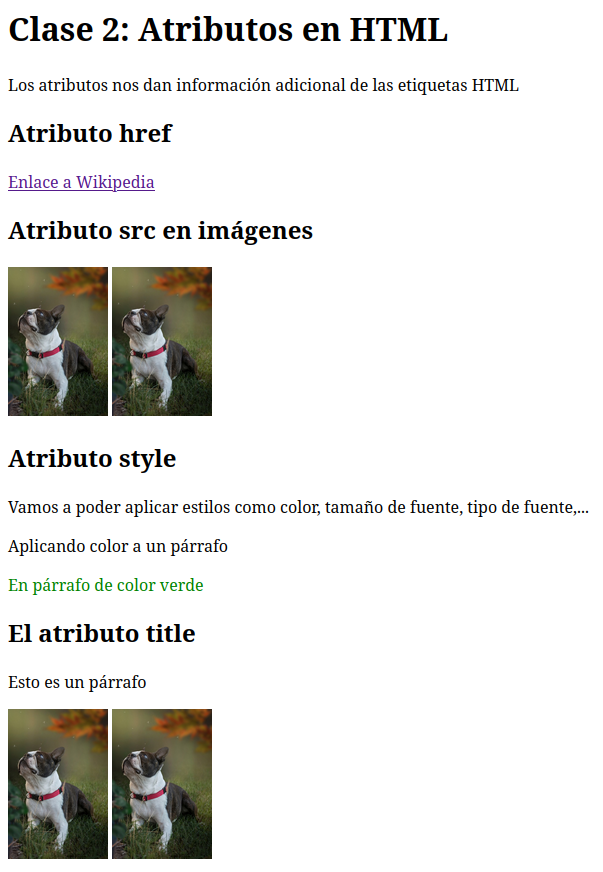 Clase 2: Atributos en HTML
Los atributos nos dan información adicional de las etiquetas HTML
Atributo href
Enlace a Wikipedia
Atributo src en imágenes
Atributo style
Vamos a poder aplicar estilos como color, tamaño de fuente, tipo de fuente,...
Aplicando color a un párrafo
En párrafo de color verde
El atributo title
Esto es un párrafo